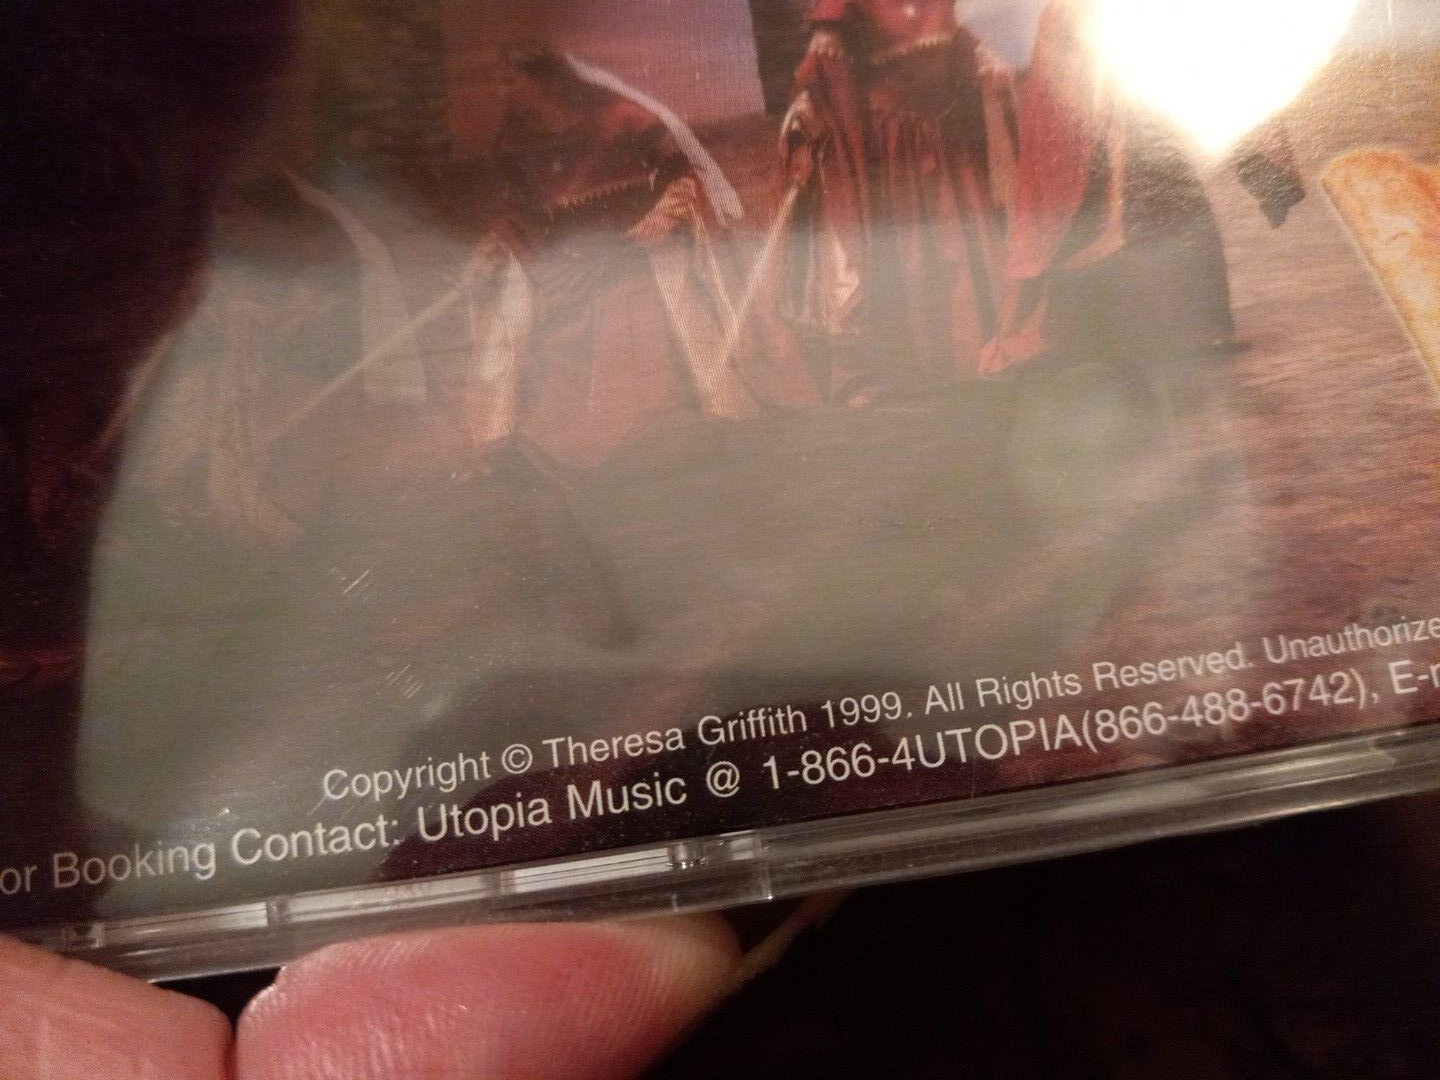 Copyright © Theresa Griffith 1999. All Rights Reserved. Unauthorize
or Booking Contact: Utopia Music @ 1-866-4UTOPIA(866-488-6742), E-